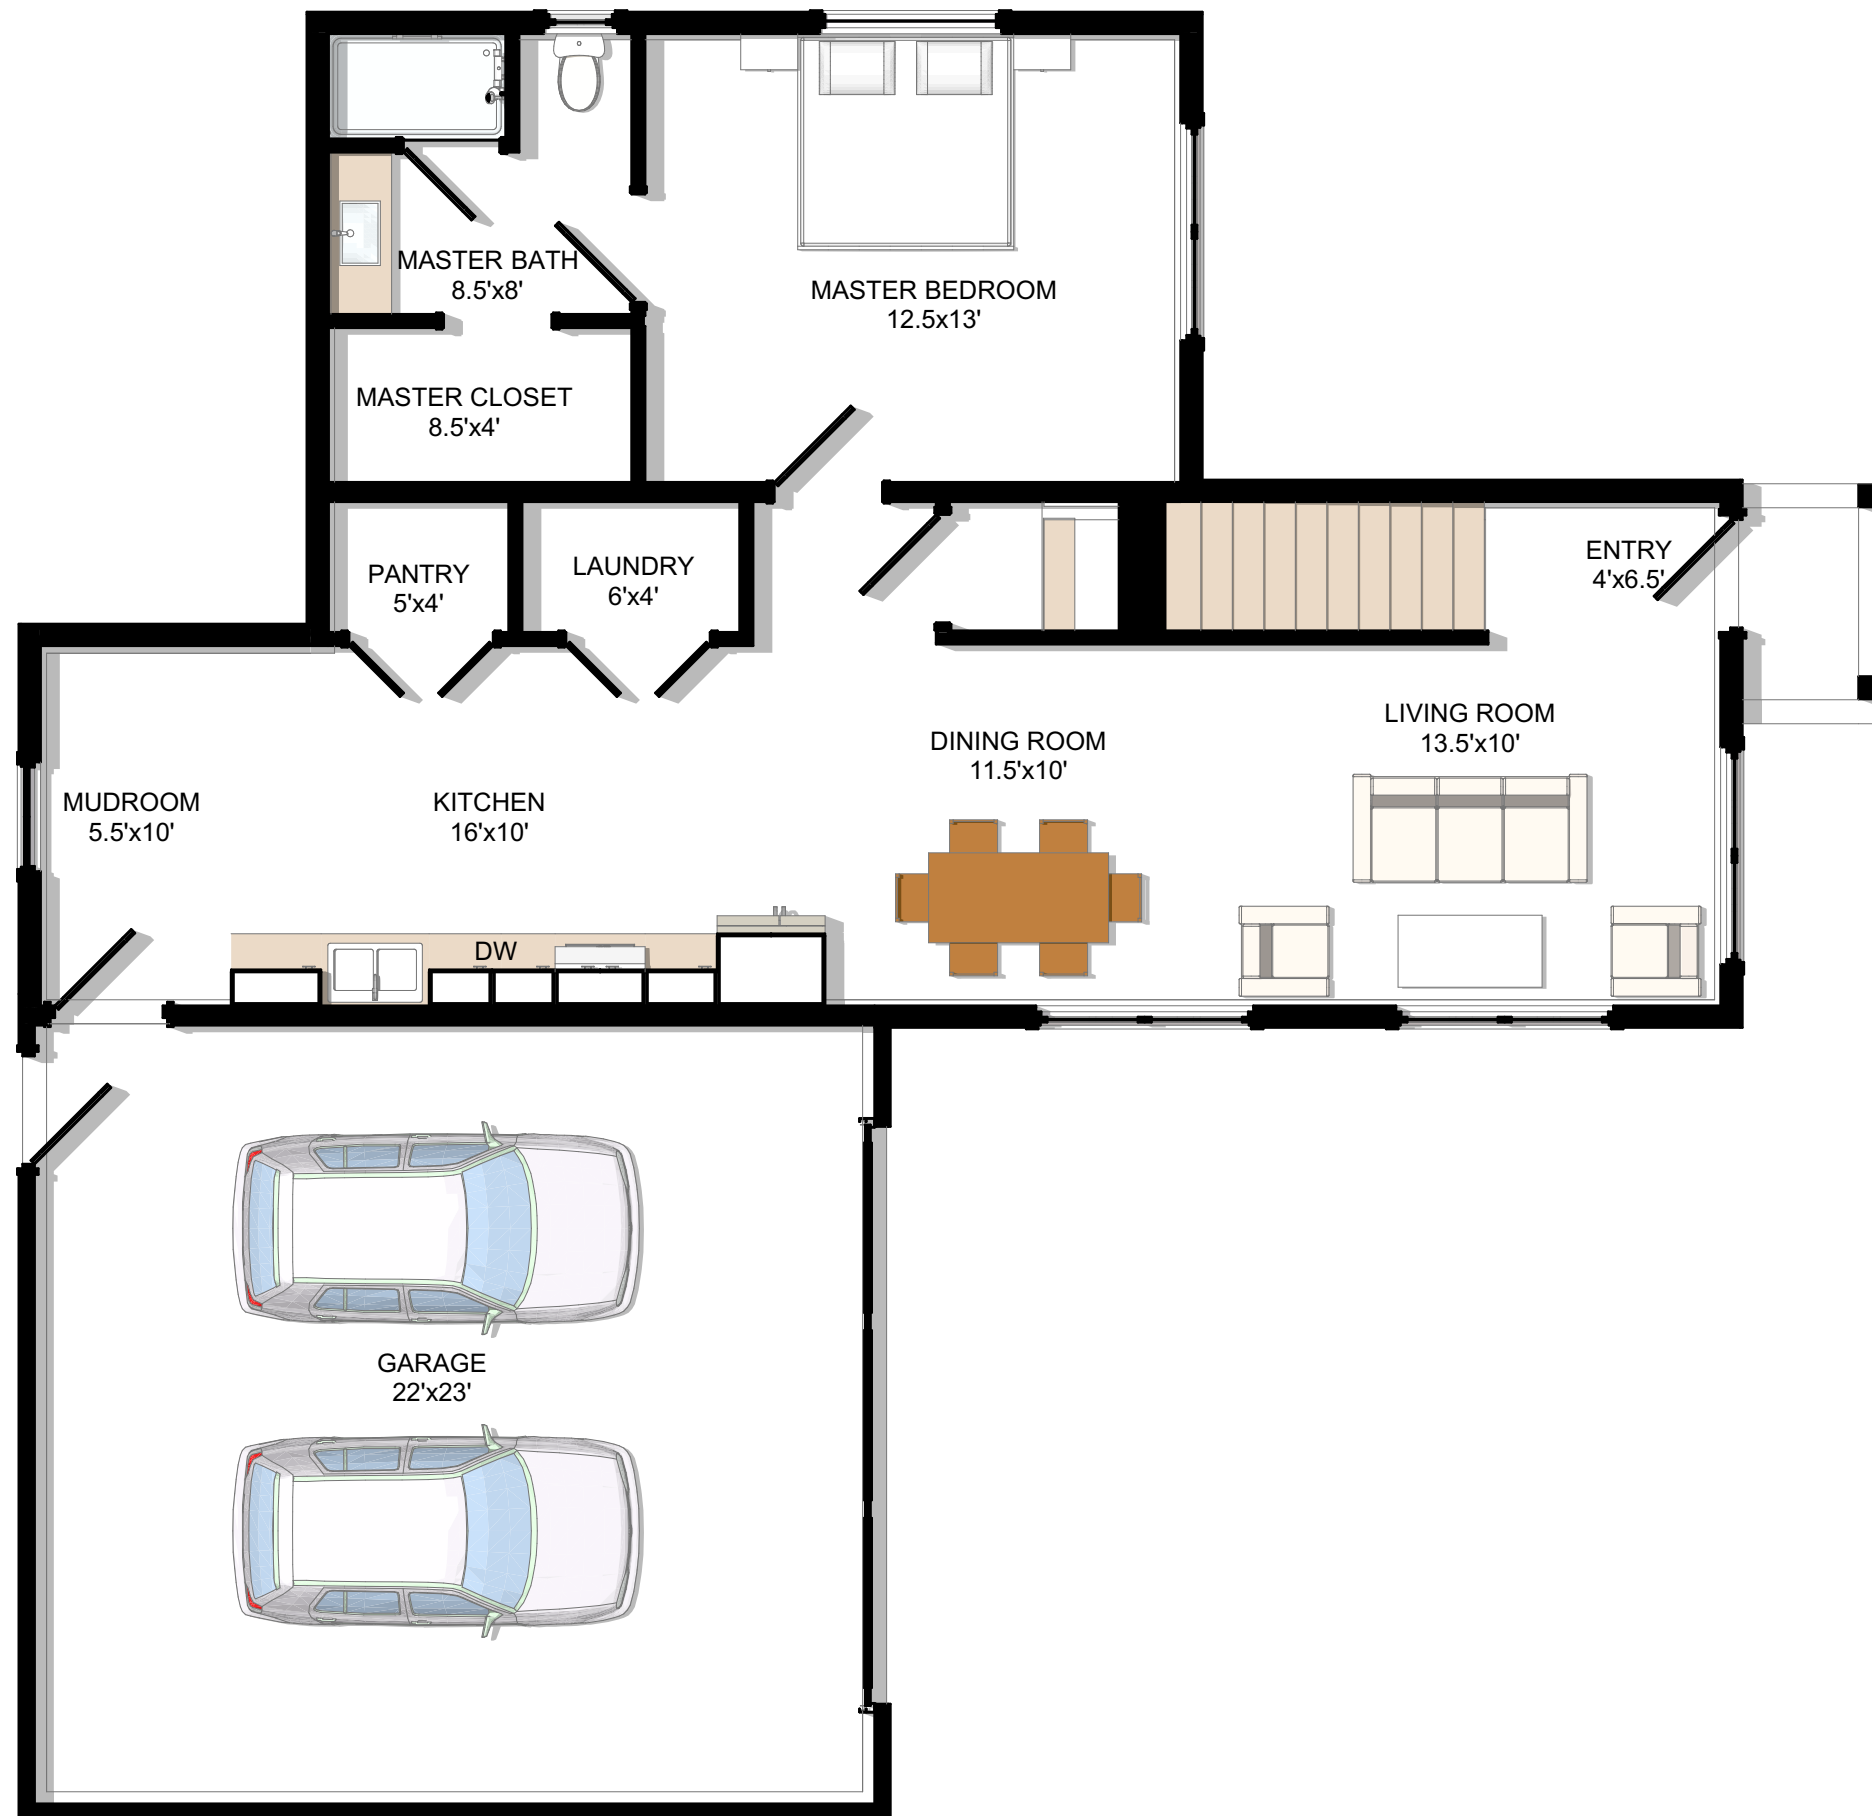 MASTER BATH
8.5'x8'
MASTER BEDROOM
12.5x13'
MASTER CLOSET
8.5'x4'
PANTRY
5'x4'
LAUNDRY
6'x4'
ENTRY
4'x6.5'
MUDROOM
5.5'x10'
KITCHEN
16'x10'
DINING ROOM
11.5'x10'
LIVING ROOM
13.5'x10'
DW
GARAGE
22'x23'